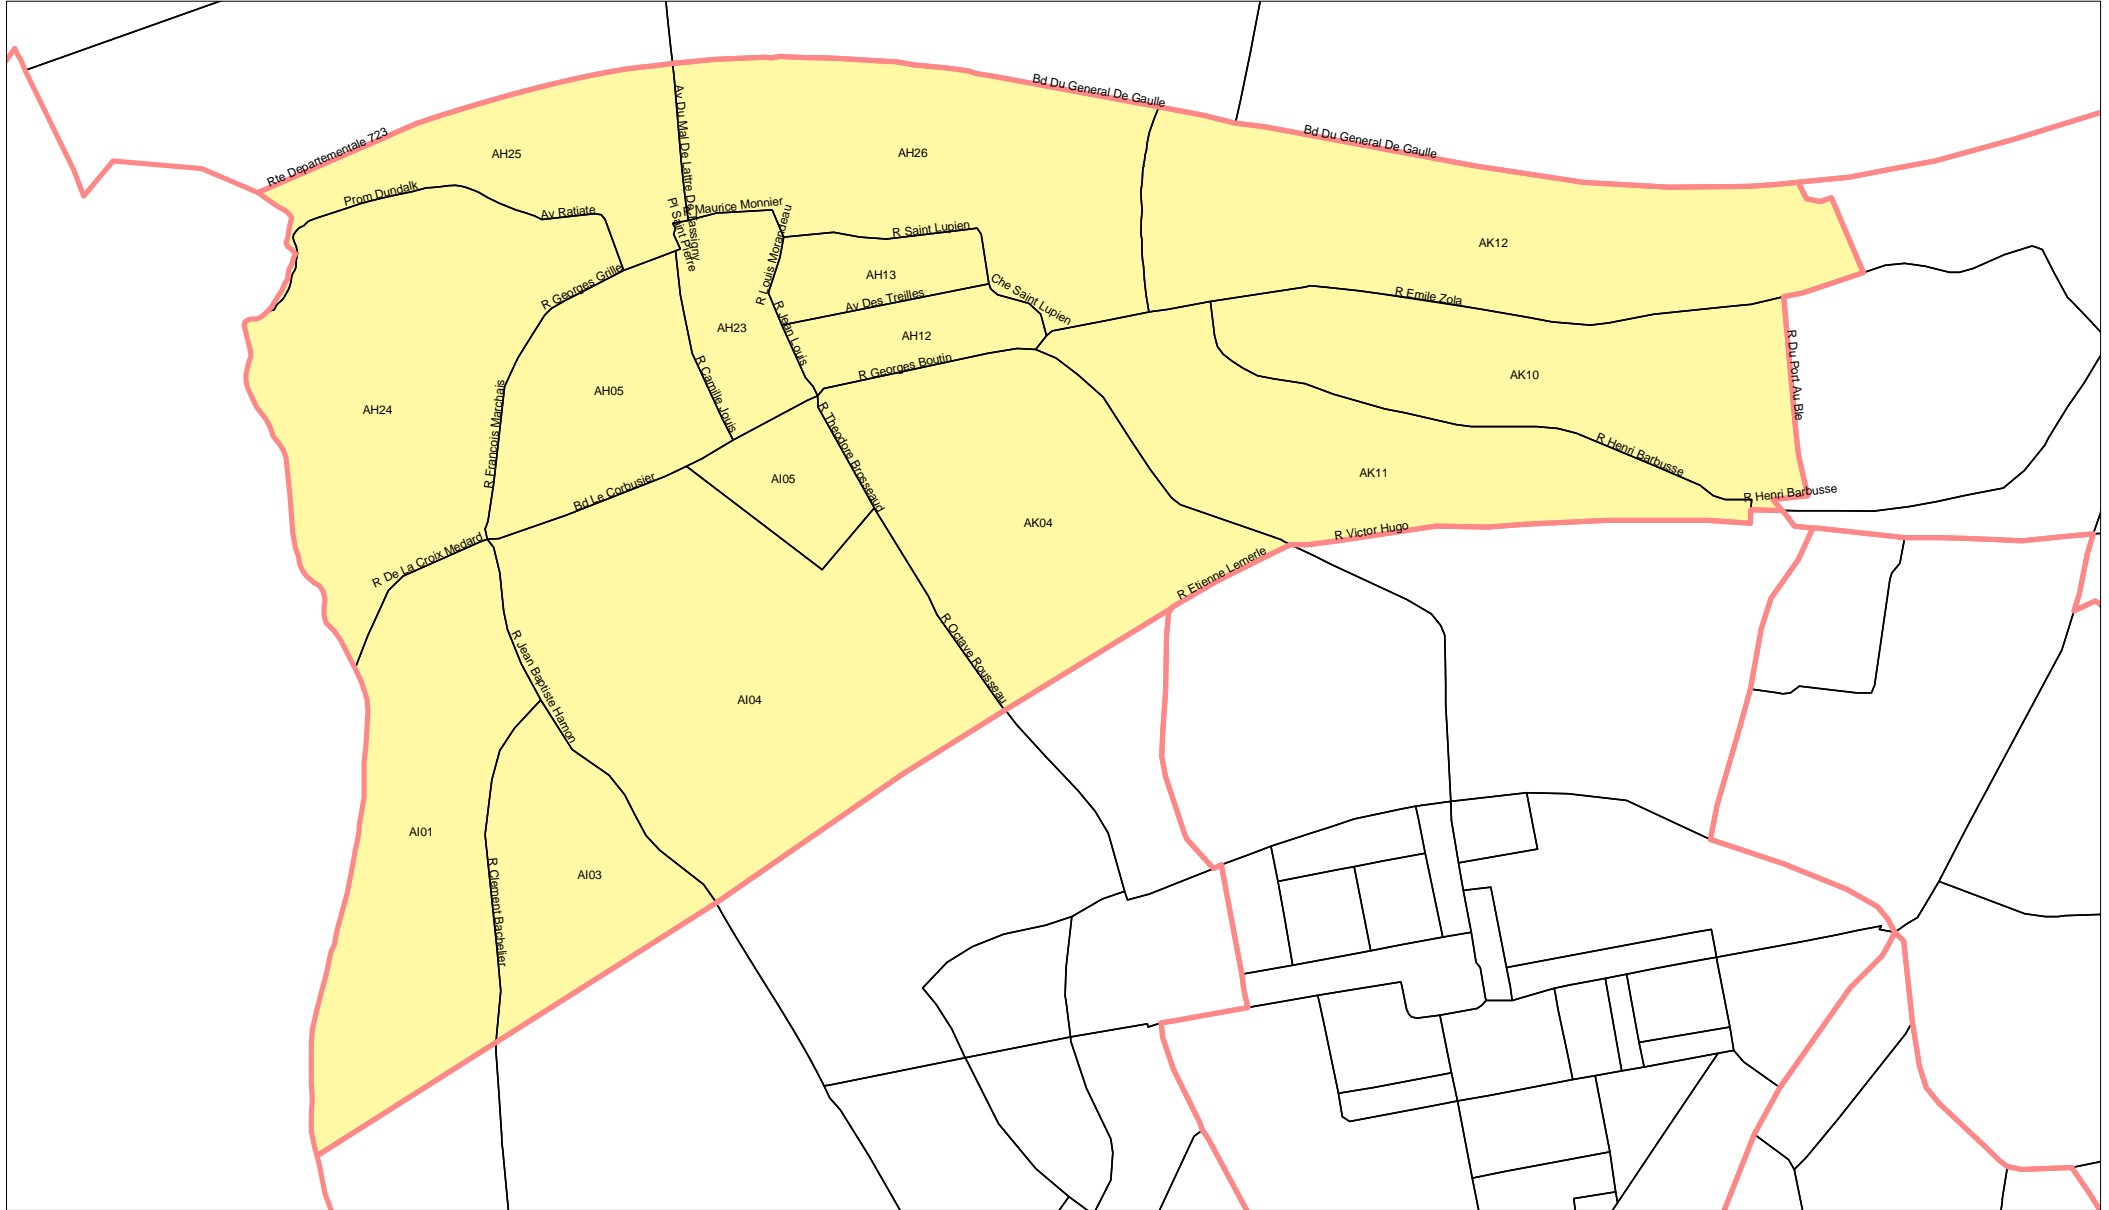 Bd Du General De Gaulle
Bd Du General De Gaulle
Rte Departementale 723
Av Du Mal De Lattre De Tassigny
AH25
AH26
Prom Dundalk
Av Ratiate
Pl Saint Pierre
R Maurice Monnier
R Louis Morandeau
R Saint Lupien
AK12
R Georges Grille
AH13
Che Saint Lupien
Av Des Treilles
R Emile Zola
R Jean Louis
AH23
AH12
R Du Port Au Ble
R Camille Jouis
R Georges Boutin
AK10
AH05
R Francois Marchais
AH24
R Theodore Brosseaud
R Henri Barbusse
AK11
AI05
Bd Le Corbusier
R Henri Barbusse
AK04
R Victor Hugo
R De La Croix Medard
R Etienne Lemerle
R Octave Rousseau
R Jean Baptiste Hamon
AI04
AI01
R Clement Bachelier
AI03